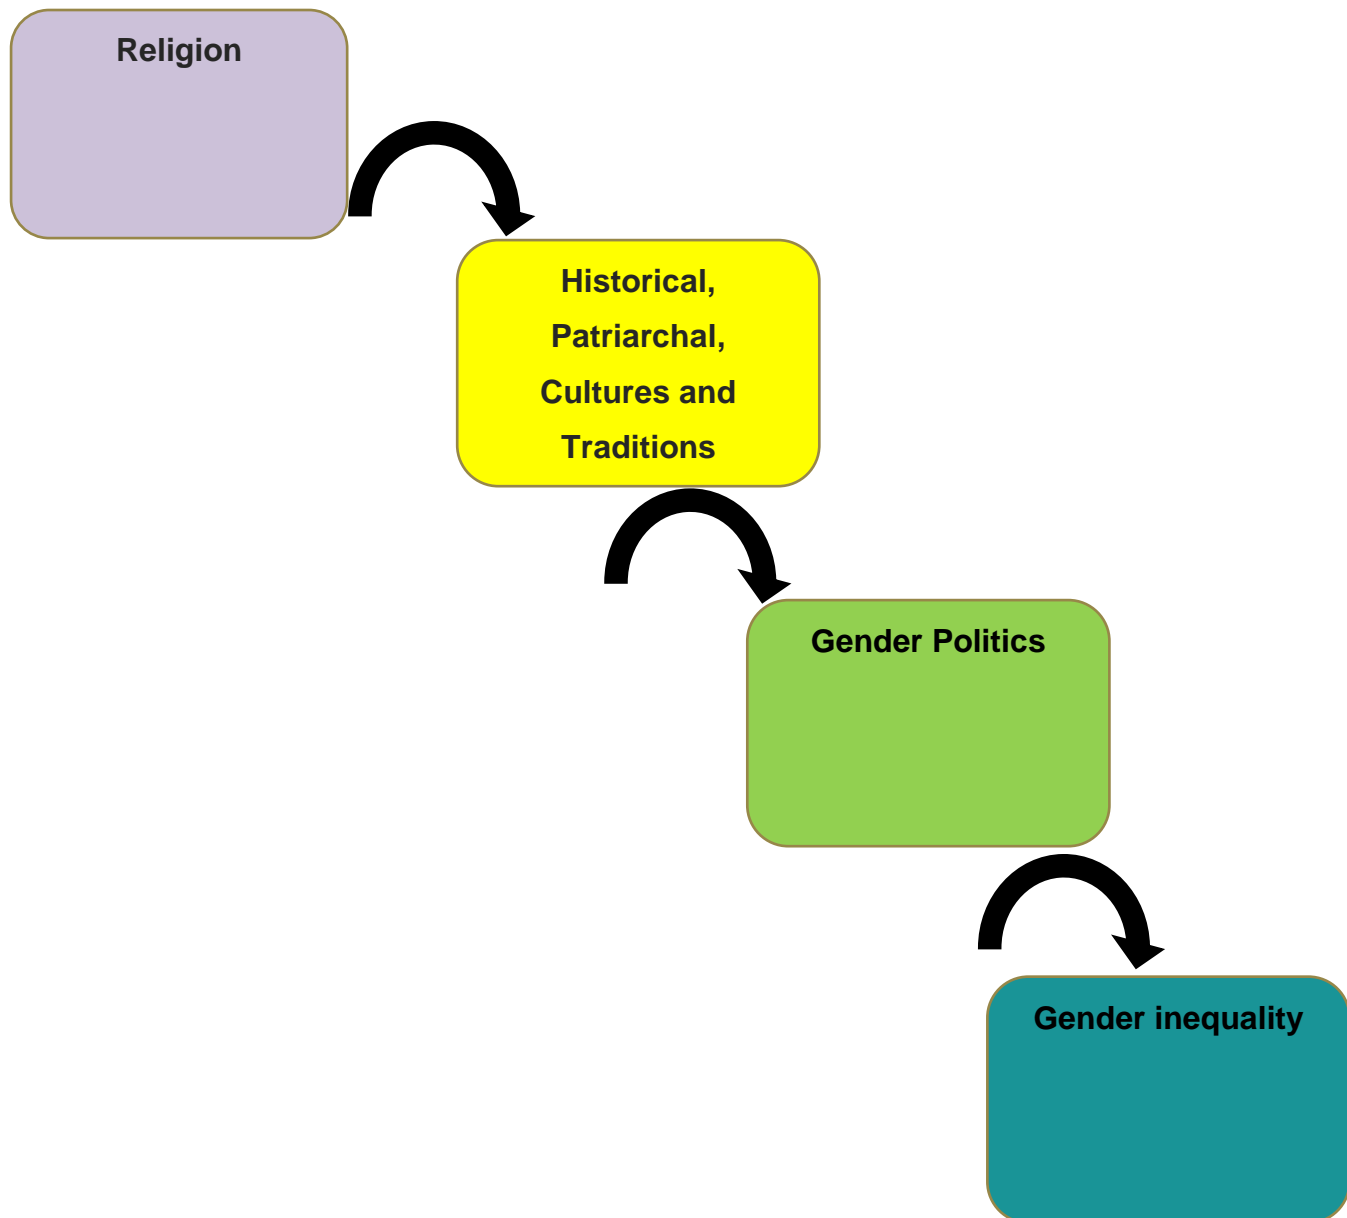 Religion
Historical,
Patriarchal,
Cultures and
Traditions
Gender Politics
Gender inequality